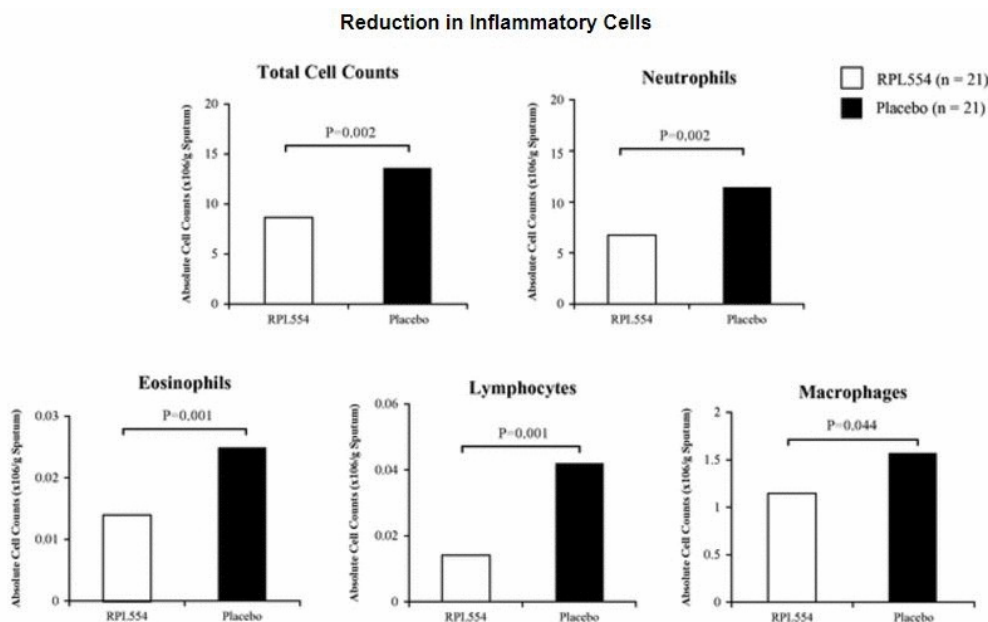 Reduction in Inflammatory Cells
Total Cell Counts
Absolute Cell Counts (x106/g Sputum)
20
15
10
5
0
P=0.002
RPL554
Placebo
Neutrophils
Absolute Cell Counts (x106/g Sputum)
20
15
10
5
0
P=0.002
RPL554
Placebo
RPL554 (n = 21)
Placebo (n = 21)
Eosinophils
Absolute Cell Counts (x106/g Sputum)
0.03
0.02
0.01
0
P=0.001
RPL554
Placebo
Lymphocytes
Absolute Cell Counts (x106/g Sputum)
0.06
0.04
0.02
0
P=0.001
RPL554
Placebo
Macrophages
Absolute Cell Counts (x106/g Sputum)
2
1.5
1
0.5
0
P=0.044
RPL554
Placebo